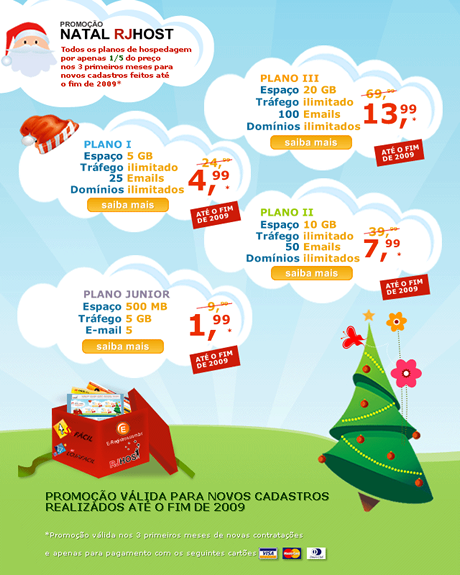 PROMOÇÃO
NATAL RJHOST
Todos os planos de hospedagem
por apenas 1/5 do preço
nos 3 primeiros meses para
novos cadastros feitos até
o fim de 2009*
PLANO III
Espaço 20 GB
Tráfego ilimitado
100 Emails
Domínios ilimitados
saiba mais
69,99
13,99*
ATÉ O FIM
DE 2009
PLANO I
Espaço 5 GB
Tráfego ilimitado
25 Emails
Domínios ilimitados
saiba mais
24,99
4,99*
ATÉ O FIM
DE 2009
PLANO II
Espaço 10 GB
Tráfego ilimitado
50 Emails
Domínios ilimitados
saiba mais
39,99
7,99*
ATÉ O FIM
DE 2009
PLANO JUNIOR
Espaço 500 MB
Tráfego 5 GB
E-mail 5
saiba mais
9,99
1,99*
ATÉ O FIM
DE 2009
FÁCIL
RJHOST
PROMOÇÃO VÁLIDA PARA NOVOS CADASTROS
REALIZADOS ATÉ O FIM DE 2009
*Promoção válida nos 3 primeiros meses de novas contratações
e apenas para pagamento com os seguintes cartões VISA MasterCard